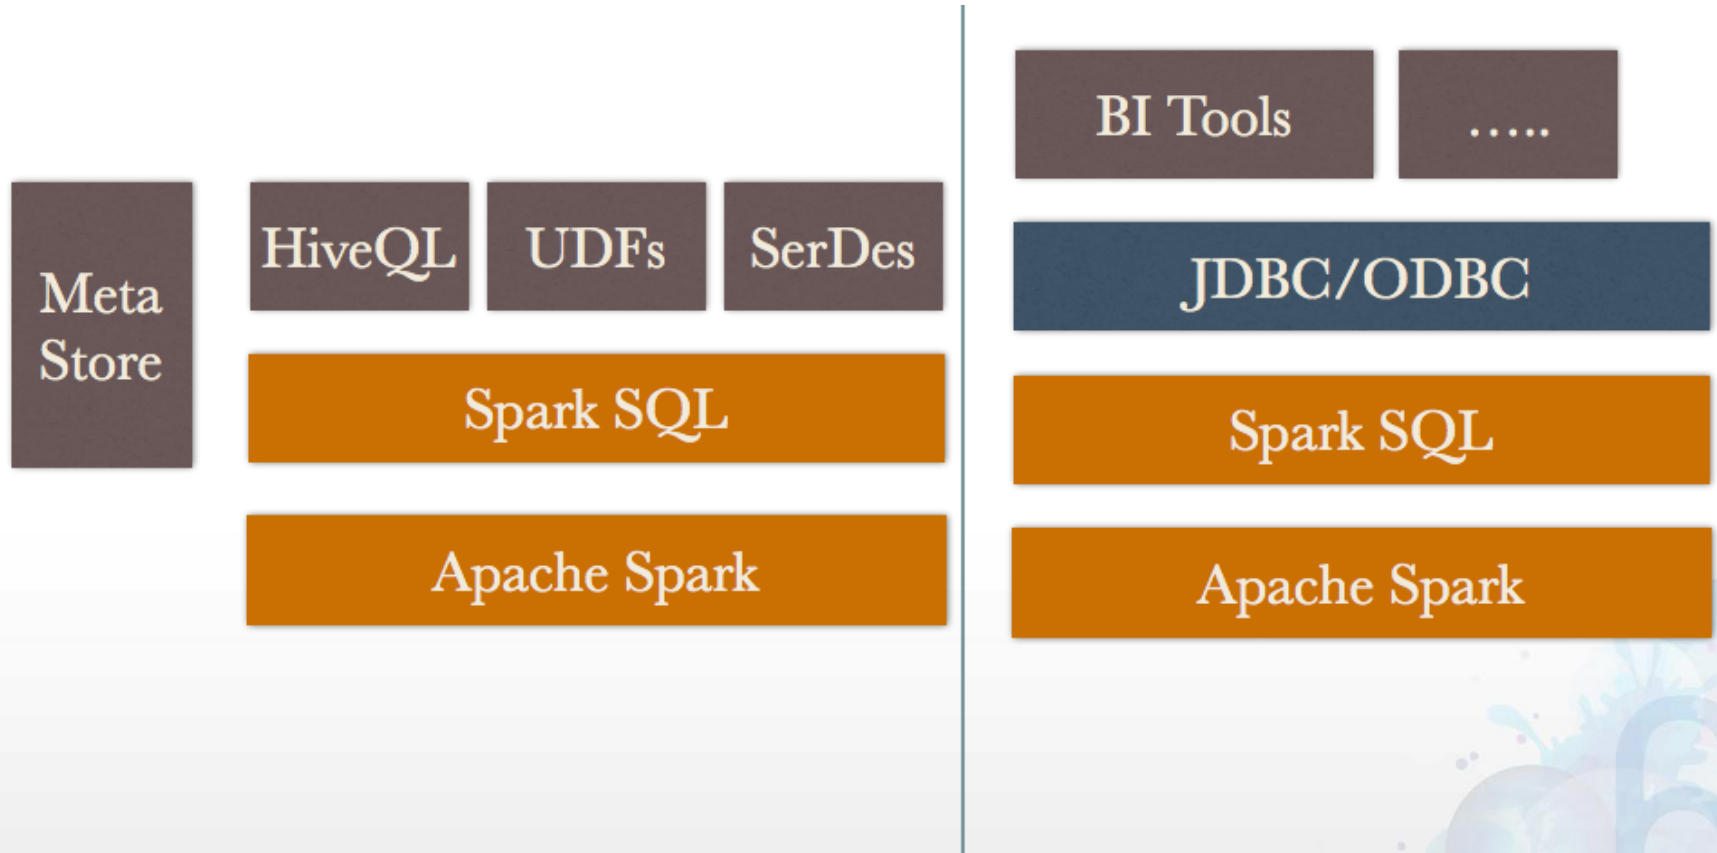 Meta
Store
HiveQL
UDFs
SerDes
Spark SQL
Apache Spark
BI Tools
.....
JDBC/ODBC
Spark SQL
Apache Spark